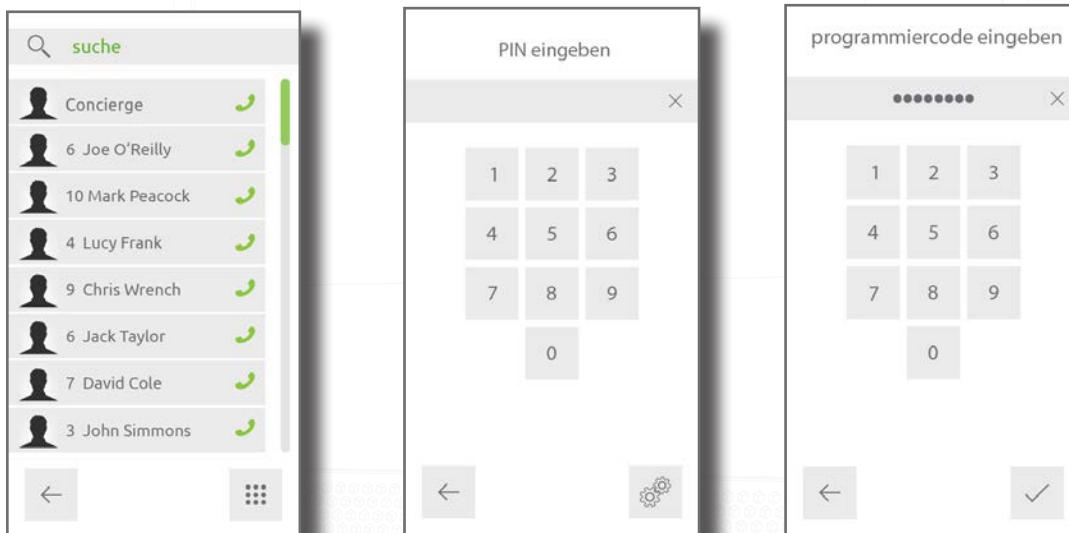 suche
Concierge
6 Joe O'Reilly
10 Mark Peacock
4 Lucy Frank
9 Chris Wrench
6 Jack Taylor
7 David Cole
3 John Simmons
PIN eingeben
1 2 3
4 5 6
7 8 9
0
programmiercode eingeben
1 2 3
4 5 6
7 8 9
0